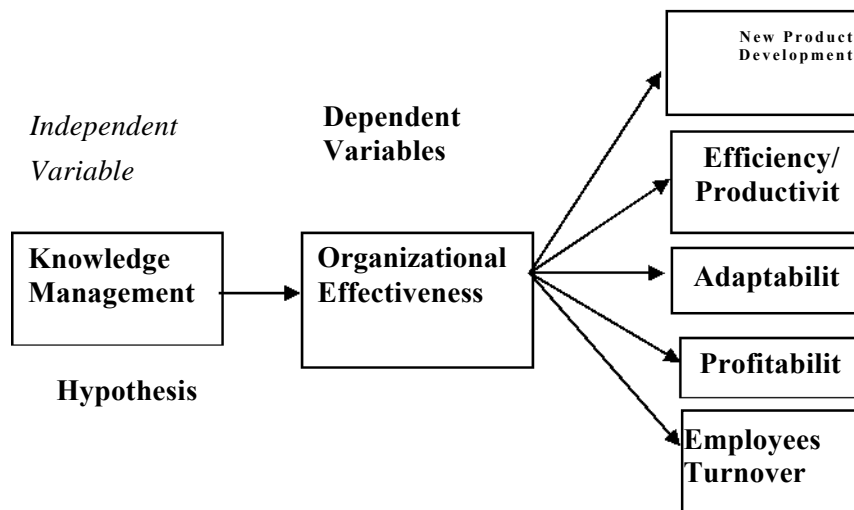 New Product
Development
Dependent
Variables
Independent
Variable
Efficiency/
Productivit
Knowledge
Management
Organizational
Effectiveness
Adaptabilit
Profitabilit
Hypothesis
Employees
Turnover